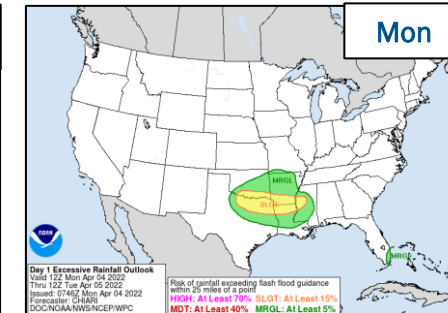 Mon
MRGL
SLGT
MRGL
NOAA
Day 1 Excessive Rainfall Outlook
Valid 12Z Mon Apr 04 2022
Thru 12Z Tue Apr 05 2022
Issued: 0746Z Mon Apr 04 2022
Forecaster: CHIARI
DOC/NOAA/NWS/NCEP/WPC
Risk of rainfall exceeding flash flood guidance
within 25 miles of a point
HIGH: At Least 70% SLGT: At Least 15%
MDT: At Least 40% MRGL: At Least 5%